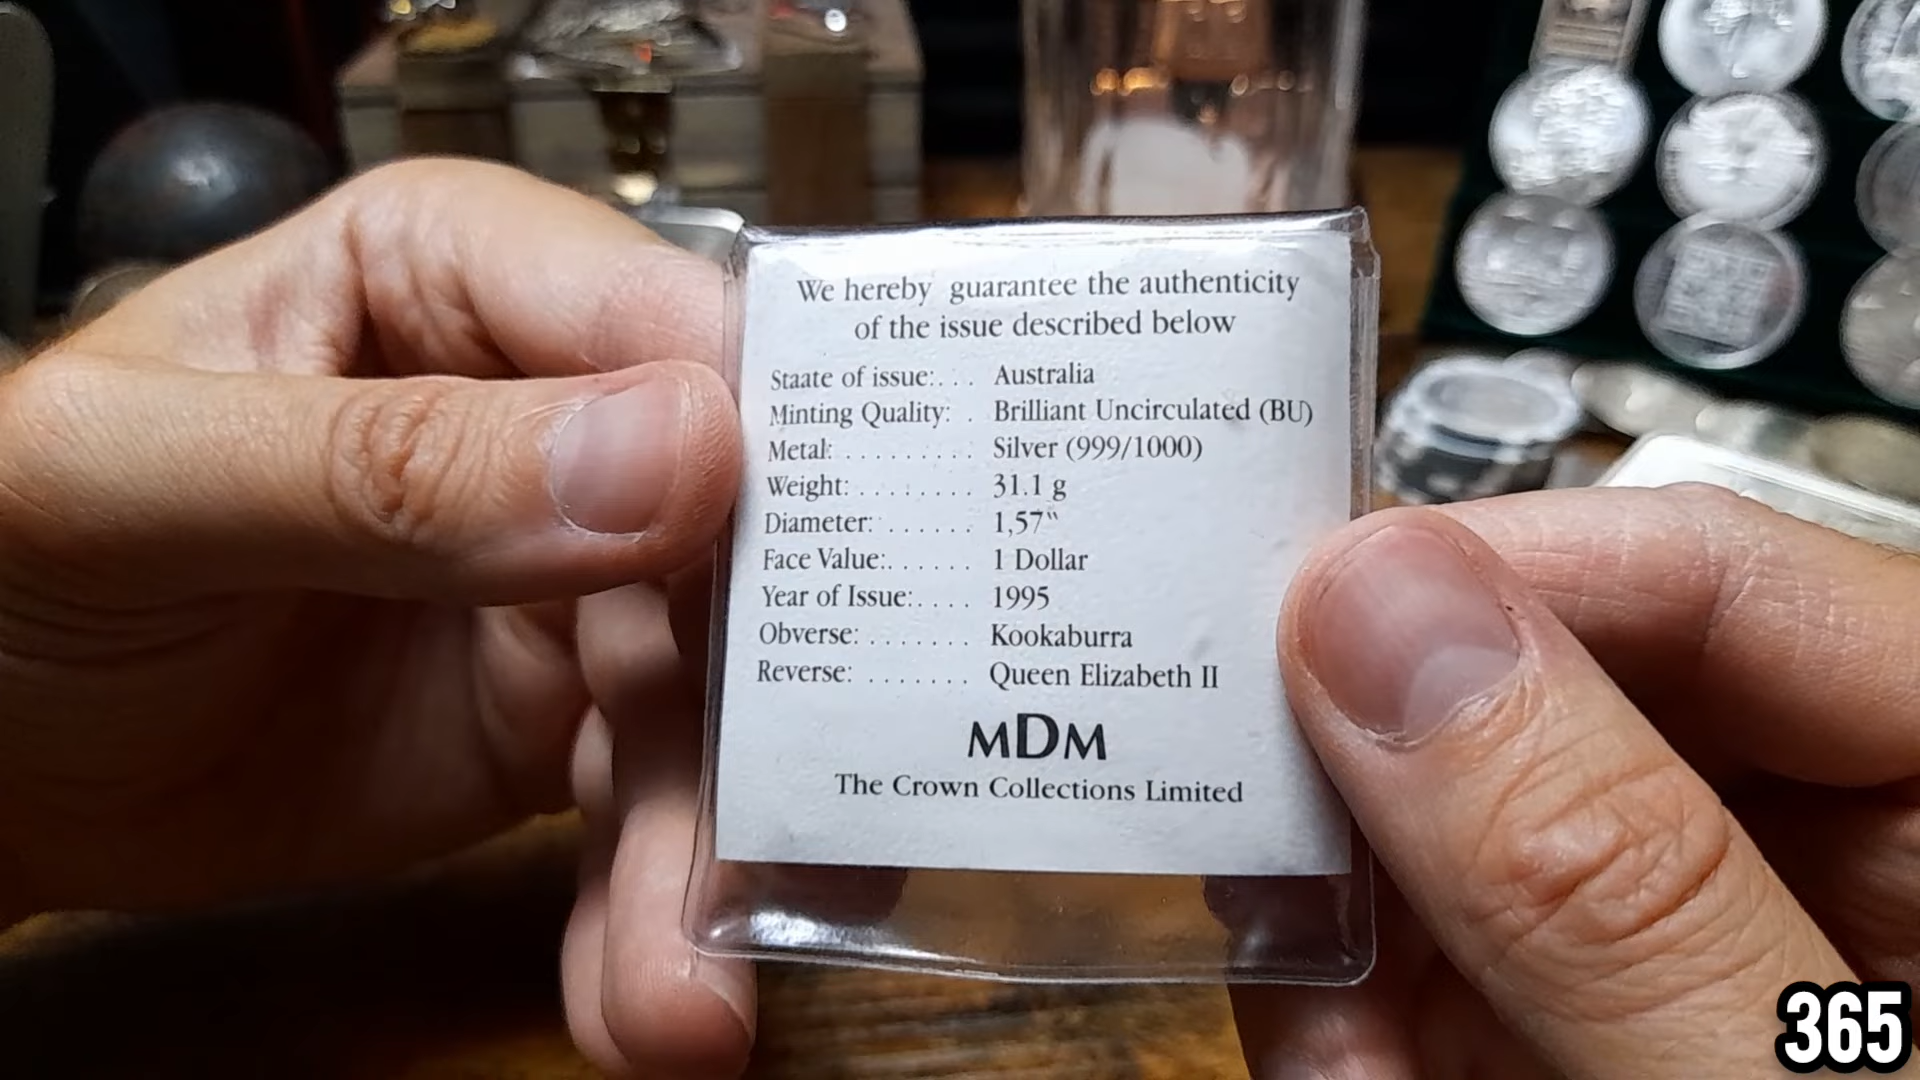 We hereby guarantee the authenticity
of the issue described below
Staate of issue:. . . Australia
Minting Quality: . Brilliant Uncirculated (BU)
Metal: . . . . . . . . . Silver (999/1000)
Weight: . . . . . . . . 31.1 g
Diameter: . . . . . . 1,57"
Face Value:. . . . . . 1 Dollar
Year of Issue:. . . . 1995
Obverse: . . . . . . . Kookaburra
Reverse: . . . . . . . Queen Elizabeth II
MDM
The Crown Collections Limited
365